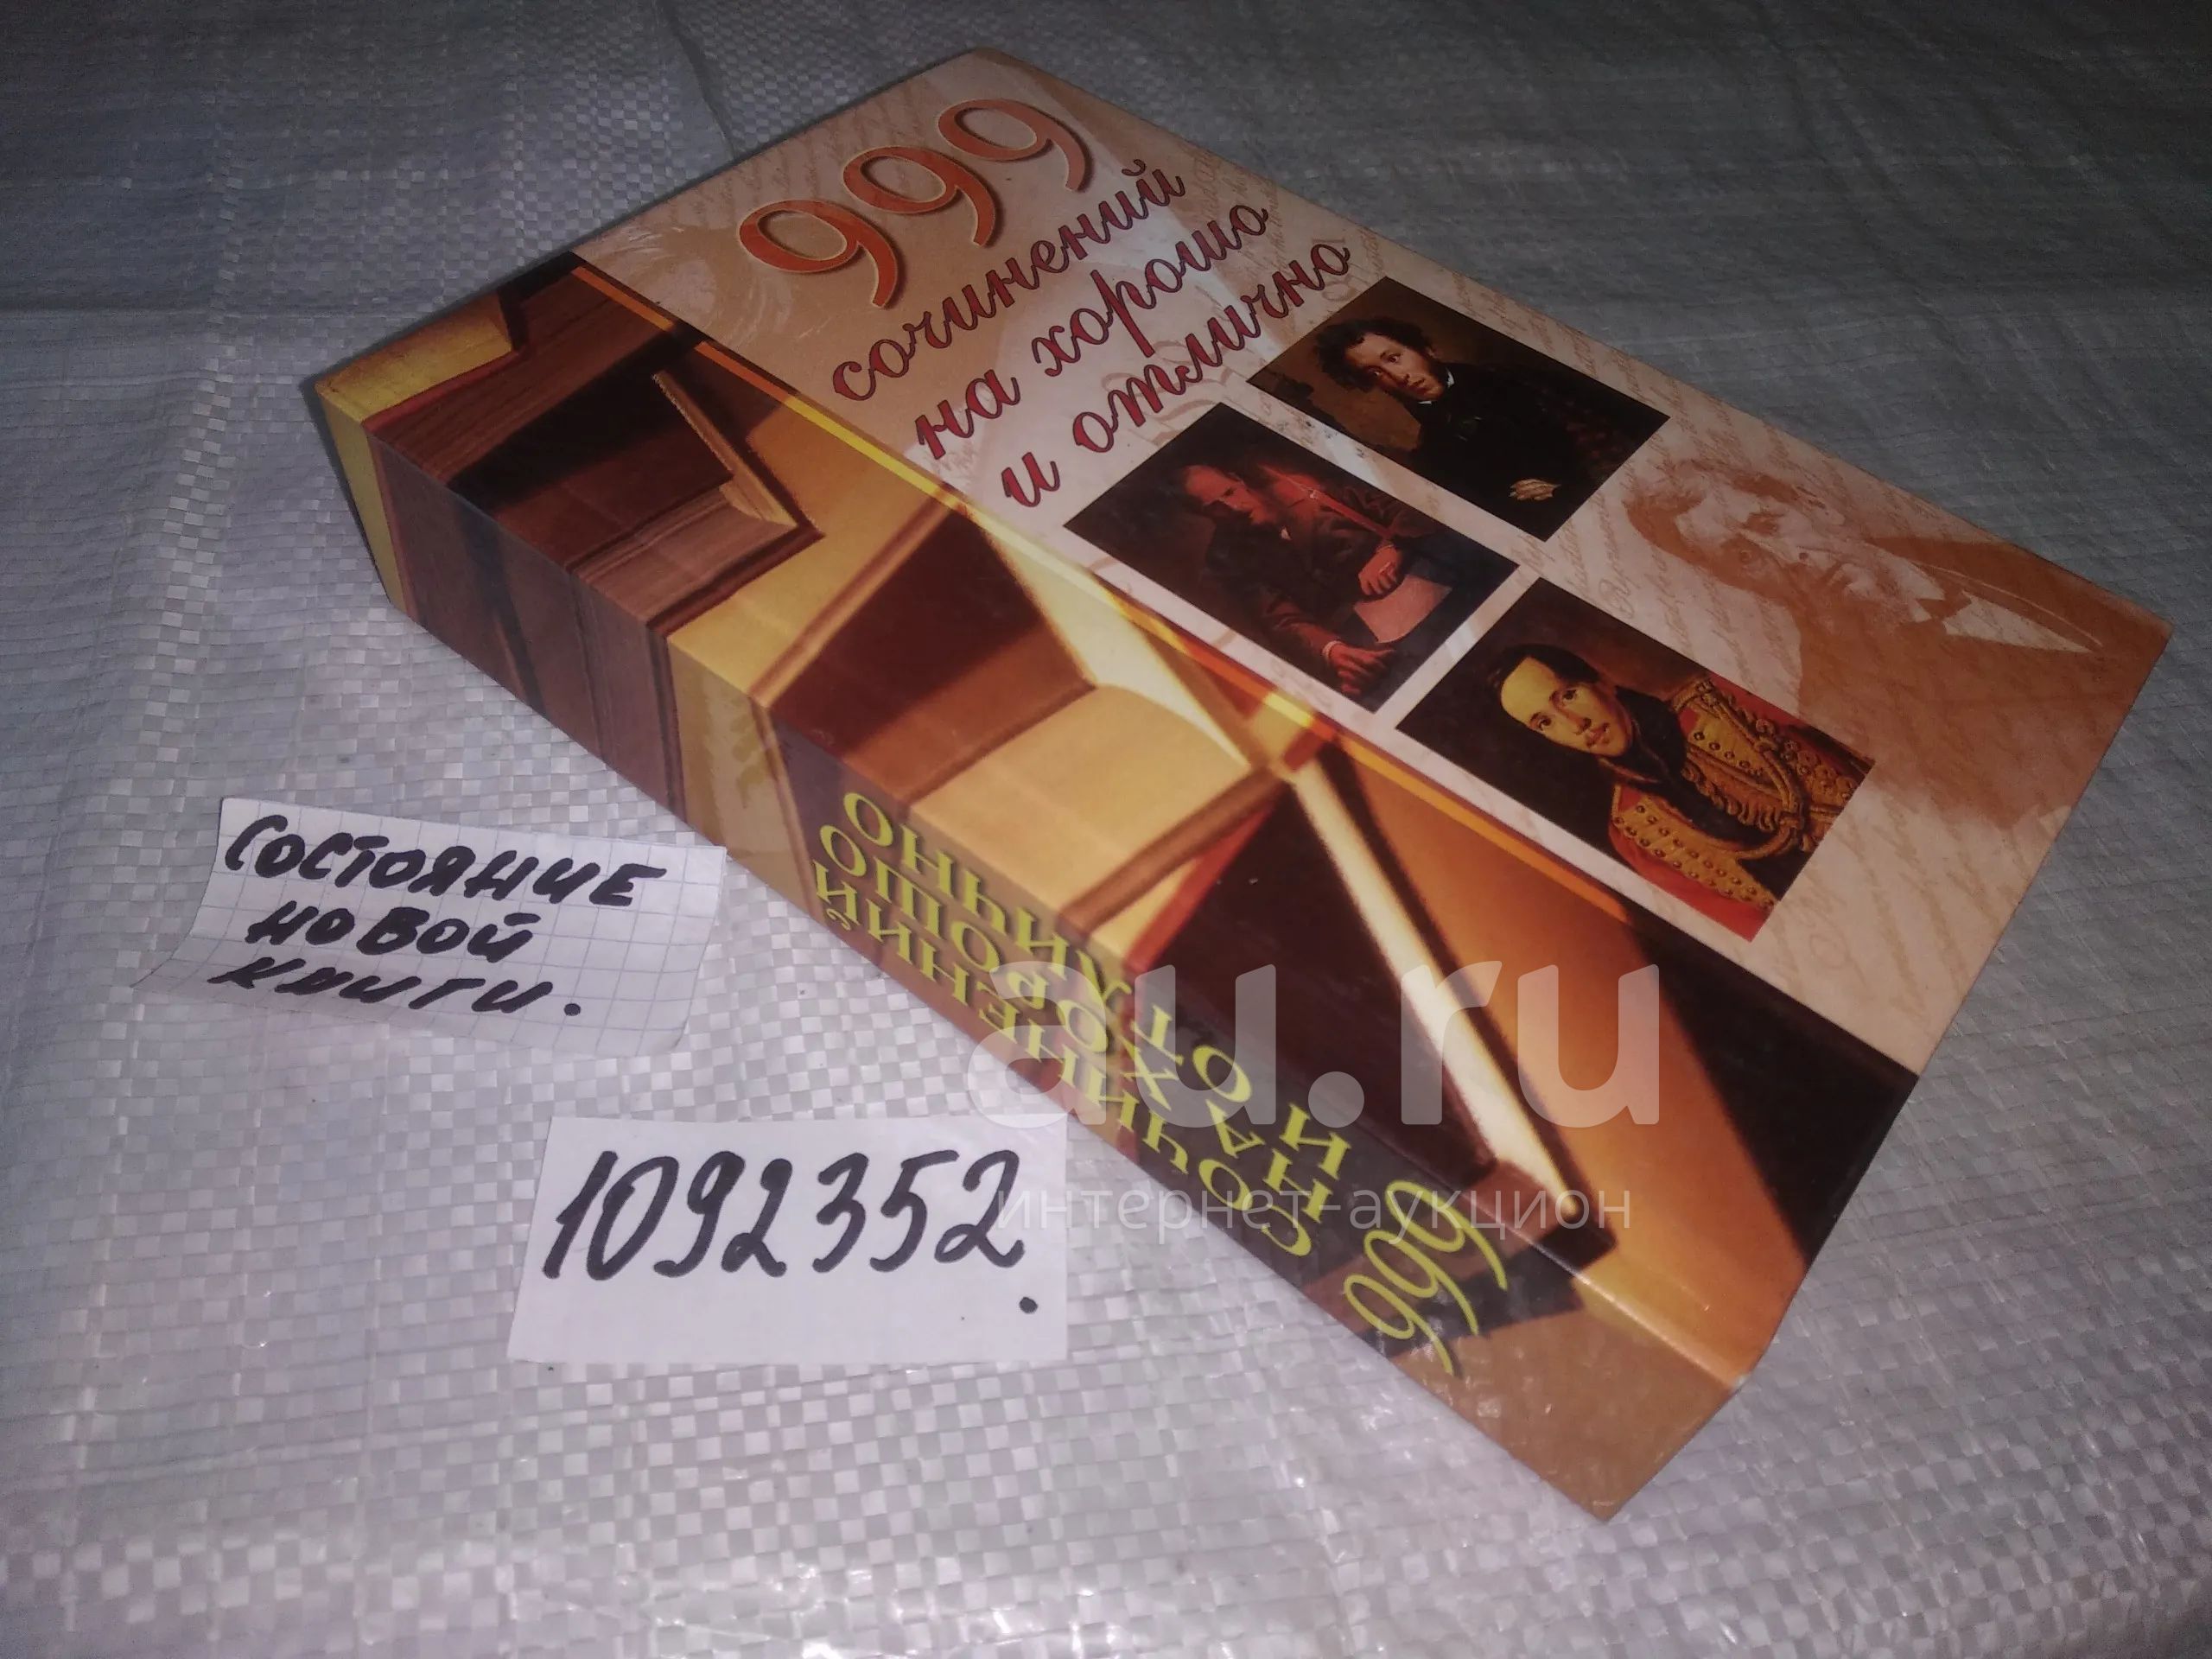 999
сочинений
на хорошо
и отлично
999
СОЧИНЕНИЙ
НА ХОРОШО
И ОТЛИЧНО
СОСТОЯНИЕ
НОВОЙ
КНИГИ.
1092352.
au.ru
интернет-аукцион